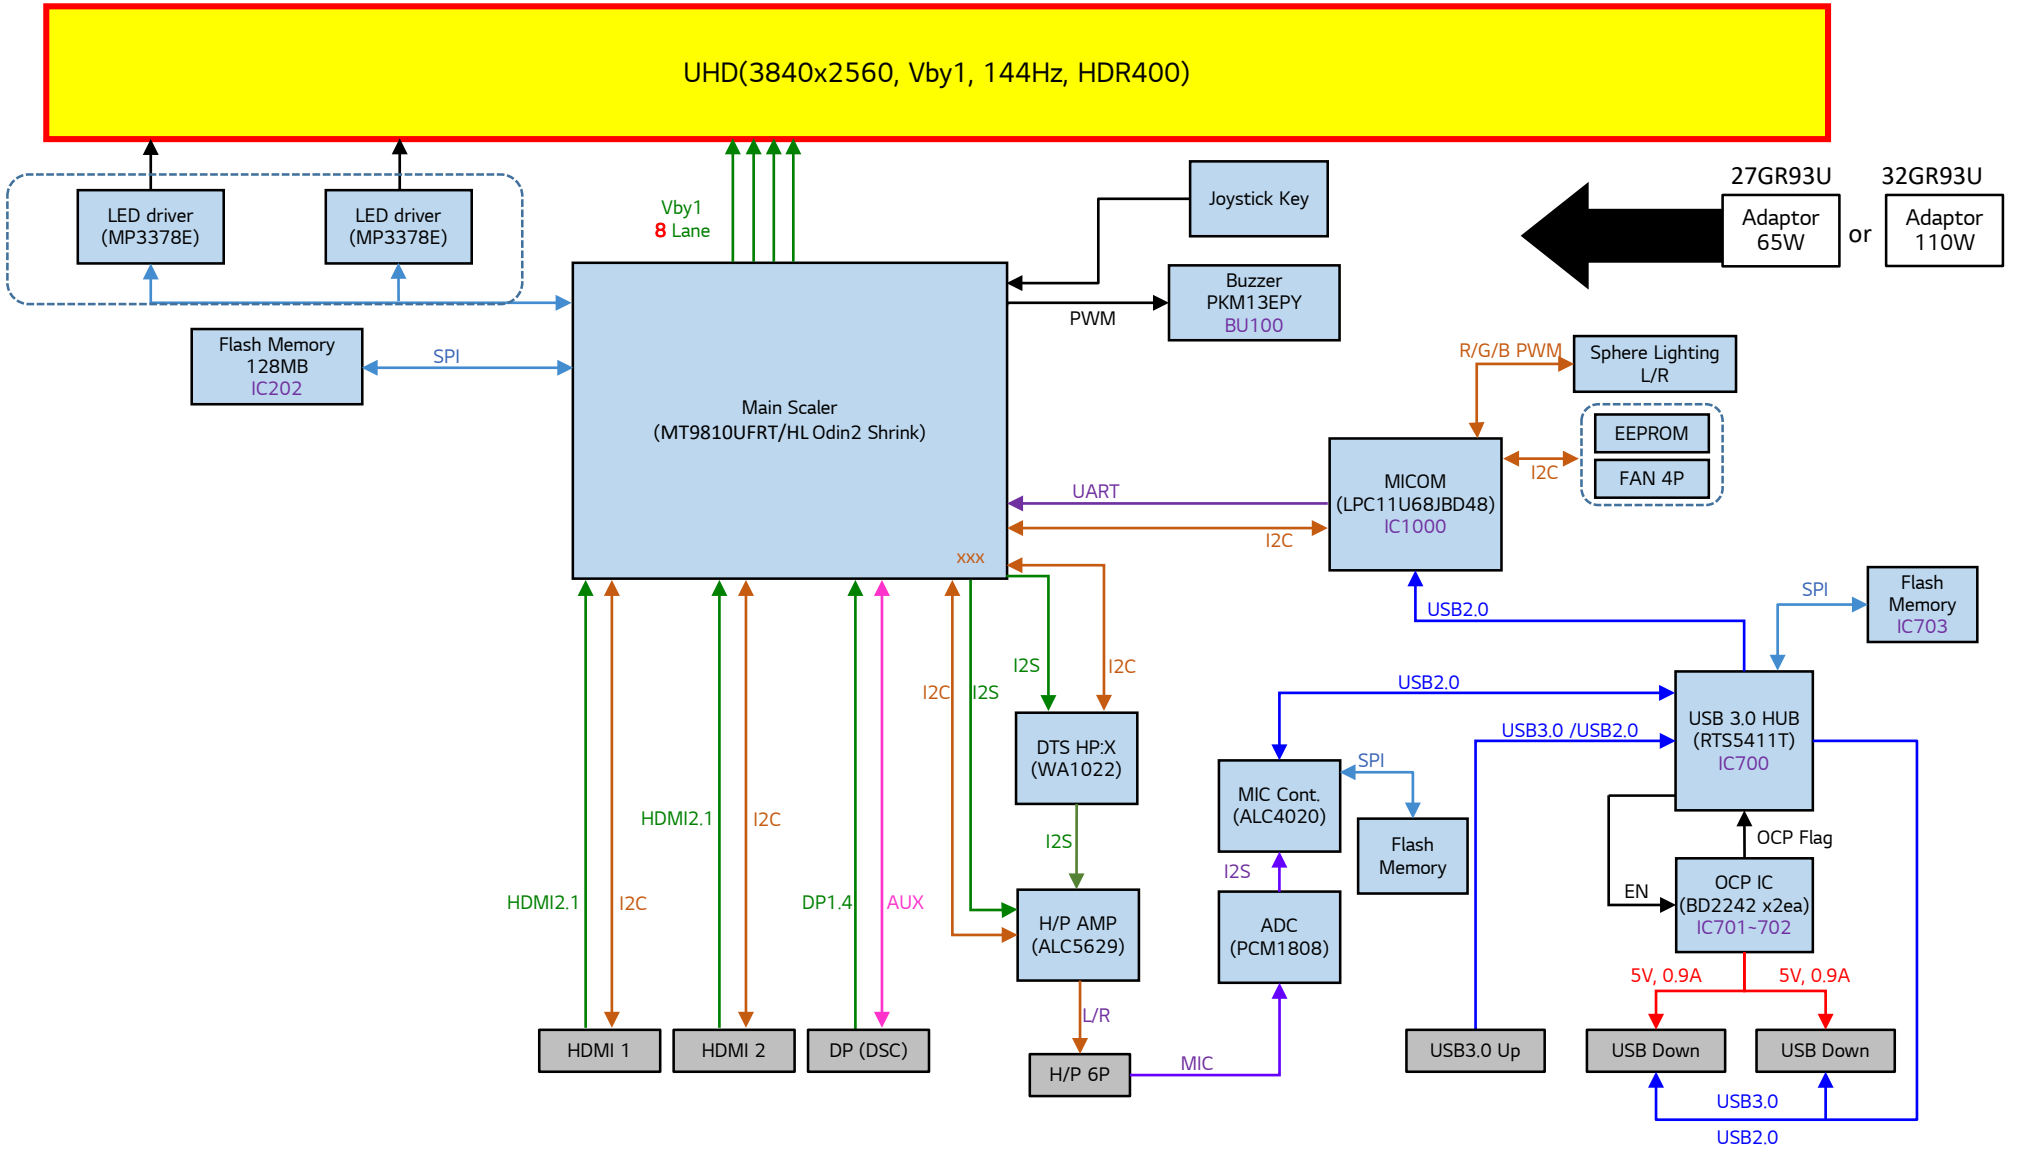 UHD(3840x2560, Vby1, 144Hz, HDR400)
27GR93U
32GR93U
Adaptor
65W
or
Adaptor
110W
LED driver
(MP3378E)
LED driver
(MP3378E)
Vby1
8 Lane
Joystick Key
Buzzer
PKM13EPY
BU100
PWM
Flash Memory
128MB
IC202
SPI
Main Scaler
(MT9810UFRT/HL Odin2 Shrink)
xxx
R/G/B PWM
Sphere Lighting
L/R
EEPROM
FAN 4P
I2C
MICOM
(LPC11U68JBD48)
IC1000
UART
I2C
USB2.0
SPI
Flash
Memory
IC703
I2S
I2C
I2C
I2S
USB2.0
USB3.0 /USB2.0
USB 3.0 HUB
(RTS5411T)
IC700
DTS HP:X
(WA1022)
MIC Cont.
(ALC4020)
SPI
Flash
Memory
HDMI2.1
I2C
I2S
I2S
OCP Flag
EN
OCP IC
(BD2242 x2ea)
IC701~702
HDMI2.1
I2C
DP1.4
AUX
H/P AMP
(ALC5629)
ADC
(PCM1808)
5V, 0.9A
5V, 0.9A
L/R
HDMI 1
HDMI 2
DP (DSC)
H/P 6P
MIC
USB3.0 Up
USB Down
USB Down
USB3.0
USB2.0